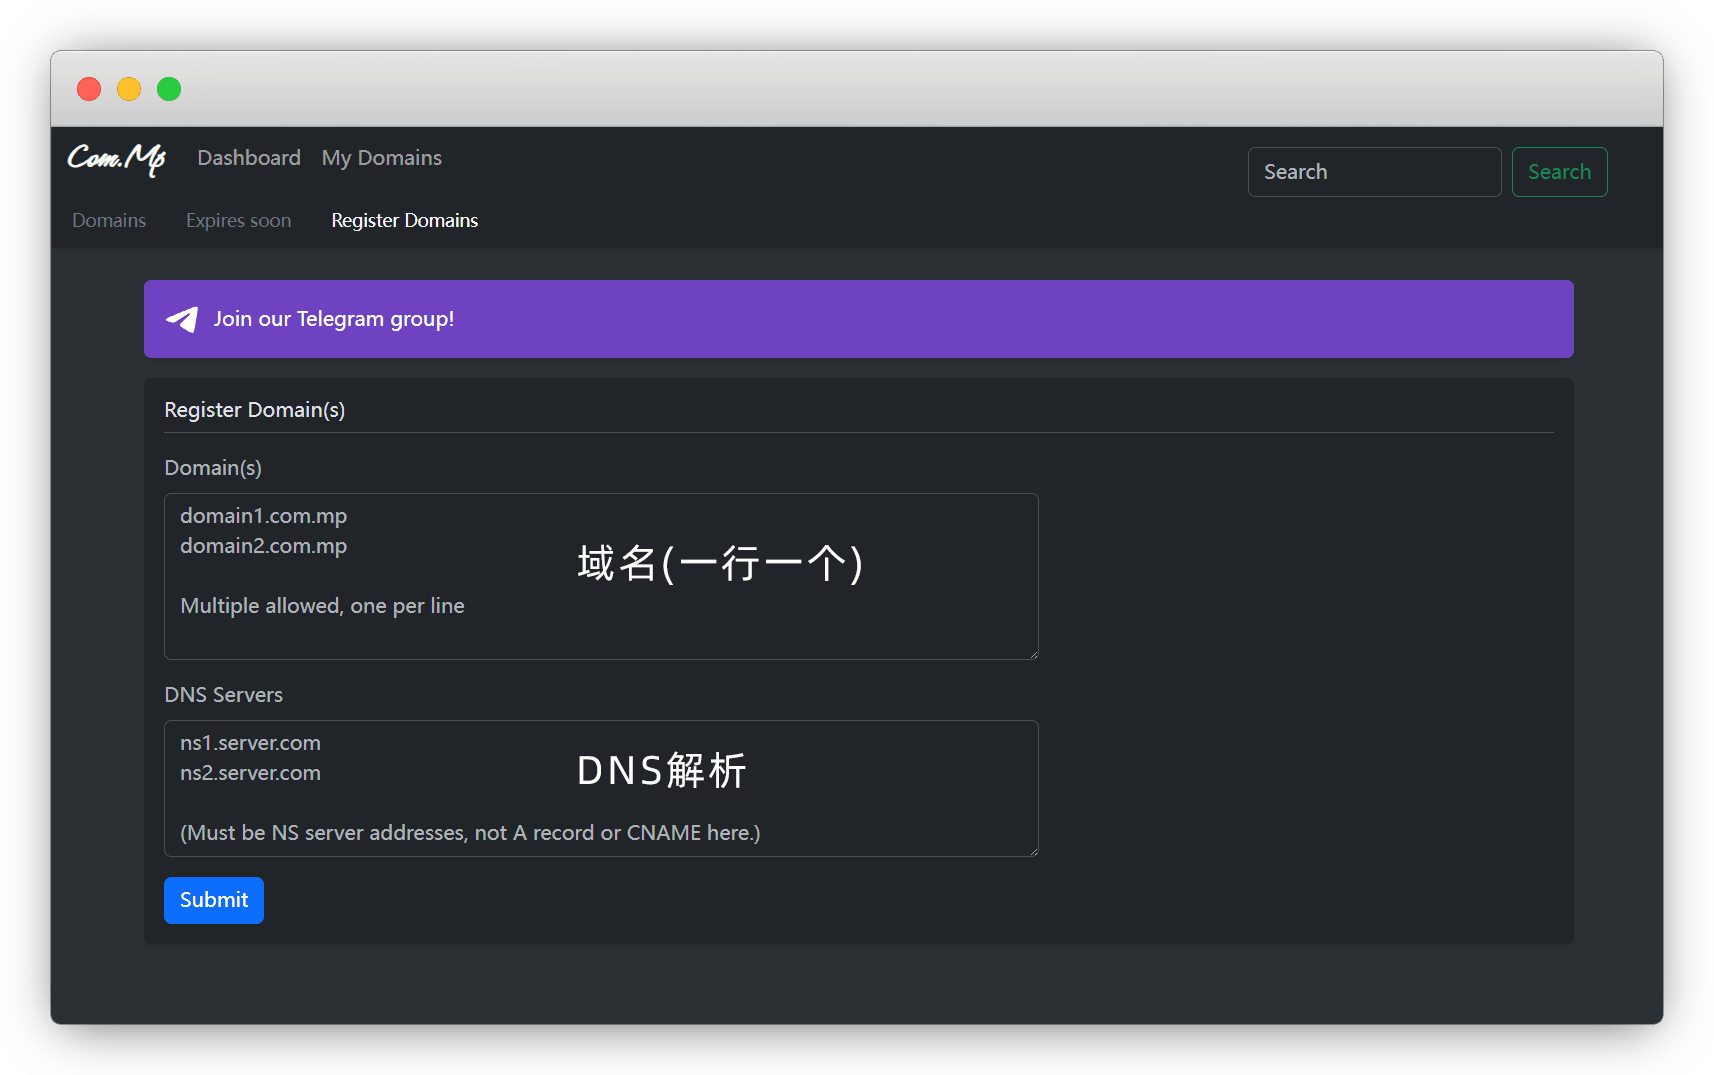 Com.Mp
Dashboard
My Domains
Search
Search
Domains
Expires soon
Register Domains
Join our Telegram group!
Register Domain(s)
Domain(s)
domain1.com.mp
domain2.com.mp
域名(一行一个)
Multiple allowed, one per line
DNS Servers
ns1.server.com
ns2.server.com
DNS解析
(Must be NS server addresses, not A record or CNAME here.)
Submit